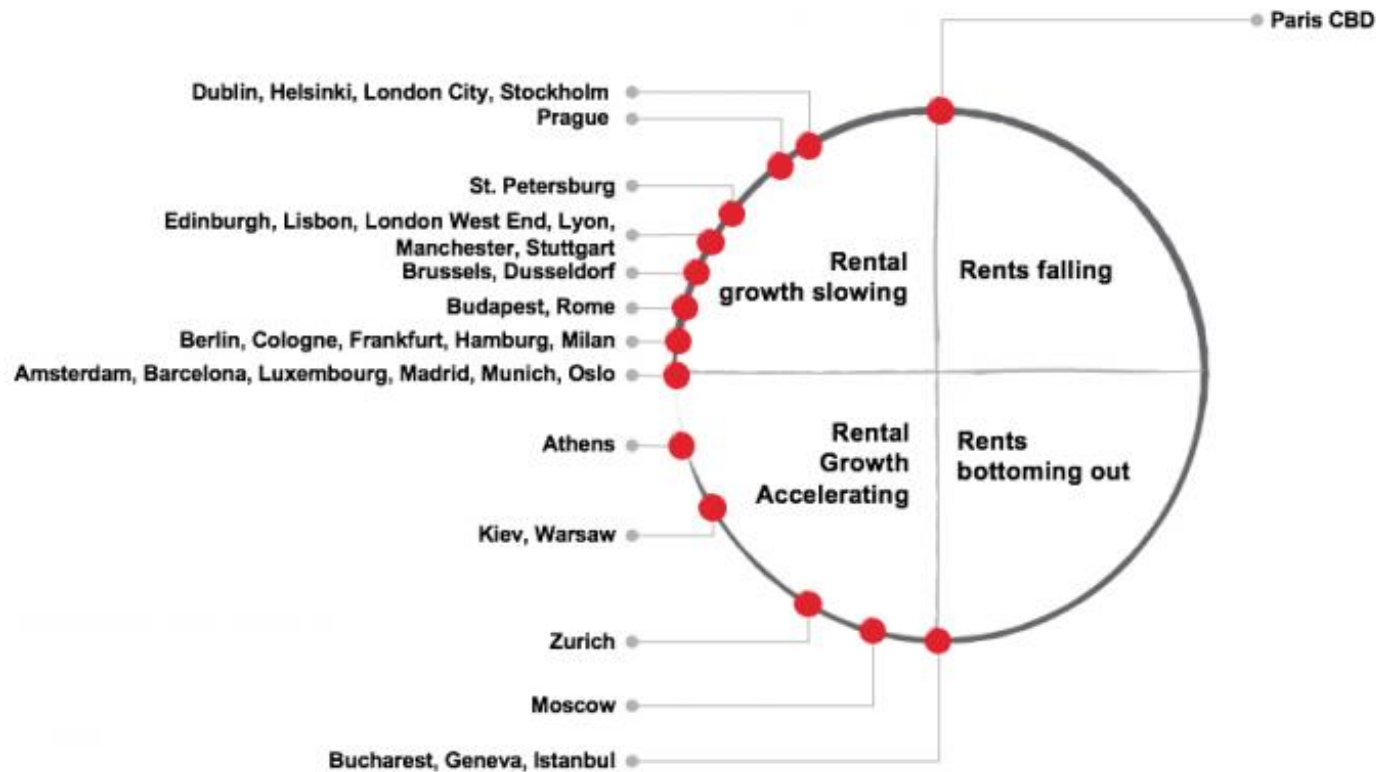 Paris CBD
Dublin, Helsinki, London City, Stockholm
Prague
St. Petersburg
Edinburgh, Lisbon, London West End, Lyon,
Manchester, Stuttgart
Brussels, Dusseldorf
Budapest, Rome
Berlin, Cologne, Frankfurt, Hamburg, Milan
Amsterdam, Barcelona, Luxembourg, Madrid, Munich, Oslo
Athens
Kiev, Warsaw
Zurich
Moscow
Bucharest, Geneva, Istanbul
Rental
growth slowing
Rents falling
Rental
Growth
Accelerating
Rents
bottoming out